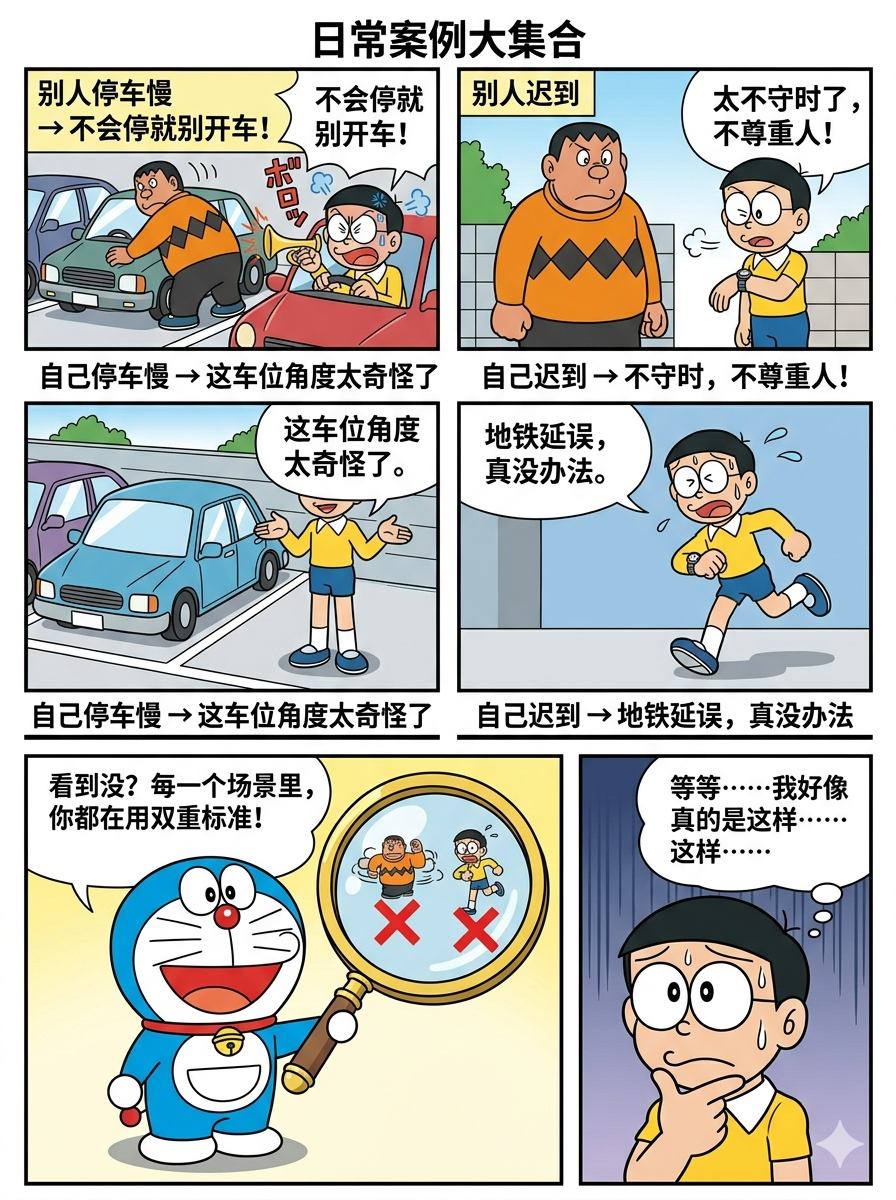 日常案例大集合
别人停车慢
→ 不会停就别开车！
不会停就
别开车！
ボロッ
别人迟到
太不守时了，
不尊重人！
自己停车慢 → 这车位角度太奇怪了
自己迟到 → 不守时，不尊重人！
这车位角度
太奇怪了。
地铁延误，
真没办法。
自己停车慢 → 这车位角度太奇怪了
自己迟到 → 地铁延误，真没办法
看到没？每一个场景里，
你都在用双重标准！
等等……我好像
真的是这样……
这样……